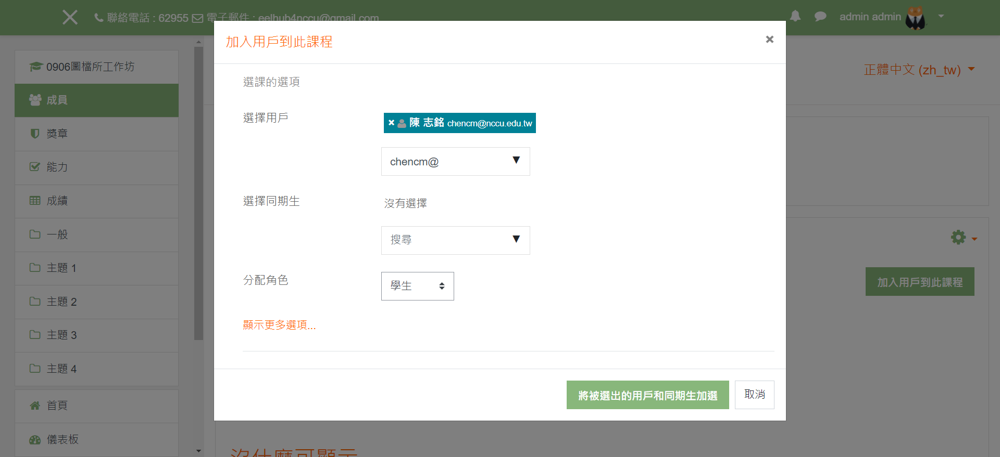 聯絡電話 : 62955 電子郵件 : eelhub4nccu@gmail.com
admin admin
正體中文 (zh_tw)
0906圖檔所工作坊
成員
獎章
能力
成績
一般
主題 1
主題 2
主題 3
主題 4
首頁
儀表板
加入用戶到此課程
×
選課的選項
選擇用戶
× 陳 志銘 chencm@nccu.edu.tw
chencm@ ▼
選擇同期生
沒有選擇
搜尋 ▼
分配角色
學生
顯示更多選項...
將被選出的用戶和同期生加選
取消
加入用戶到此課程
沒什麼可顯示